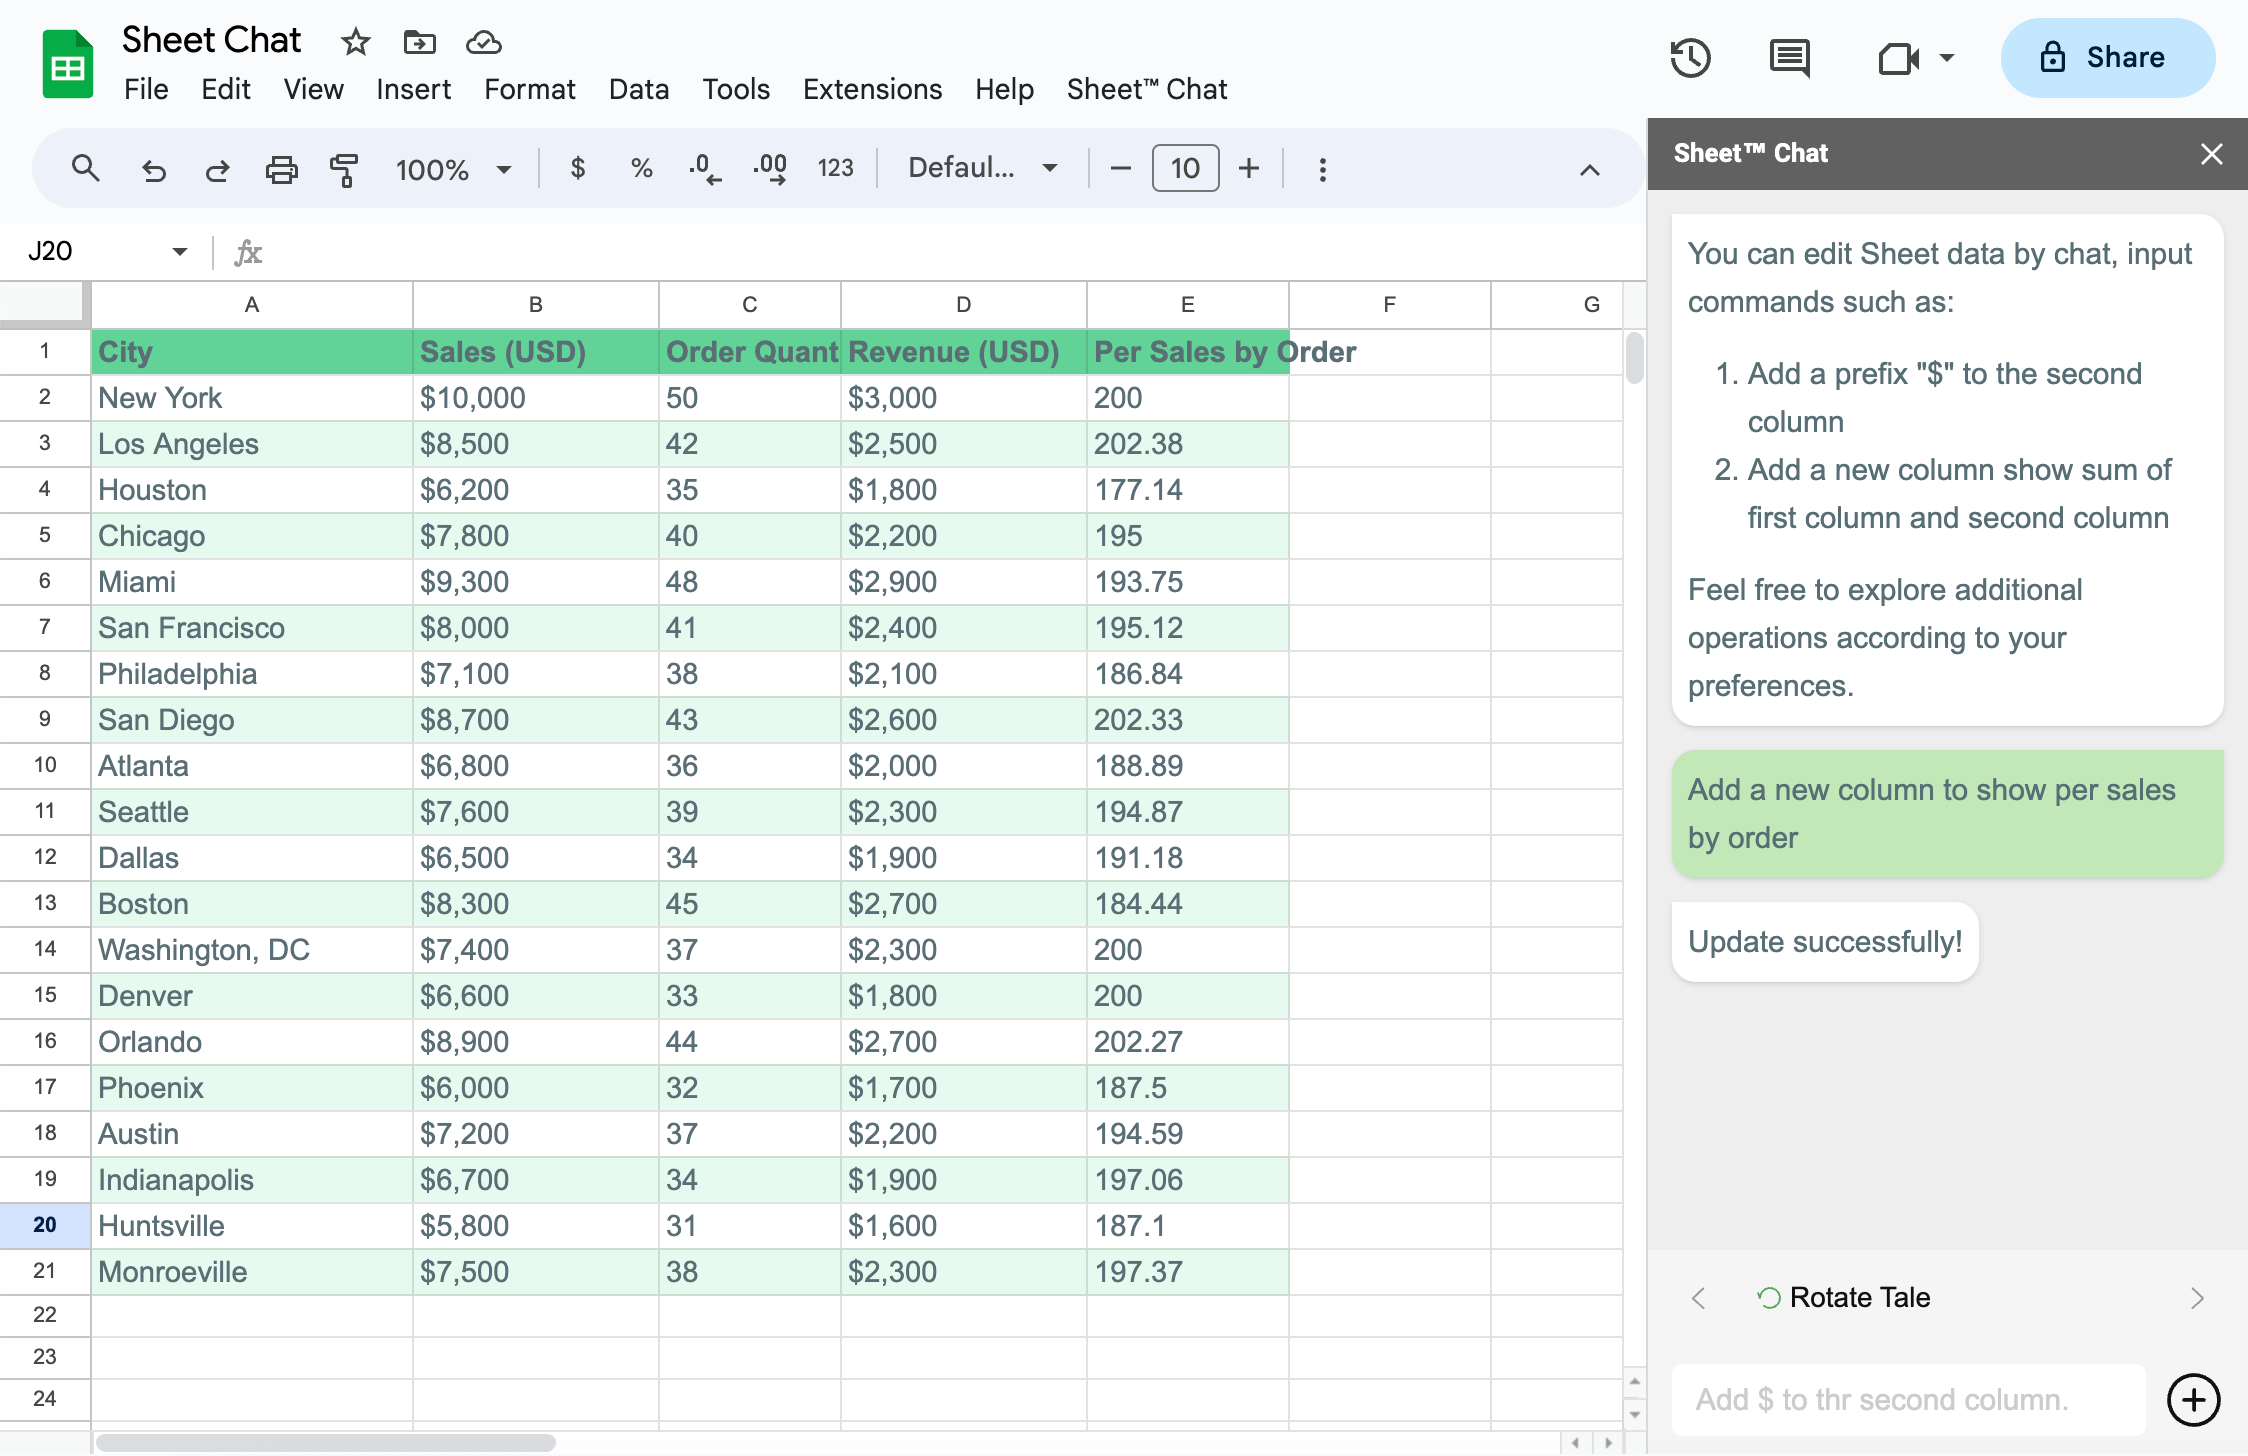 Sheet Chat
File Edit View Insert Format Data Tools Extensions Help Sheet™ Chat
Share
100% $ % .0 .00 123 Defaul... 10
J20 fx
A B C D E F G
1 City Sales (USD) Order Quant Revenue (USD) Per Sales by Order
2 New York $10,000 50 $3,000 200
3 Los Angeles $8,500 42 $2,500 202.38
4 Houston $6,200 35 $1,800 177.14
5 Chicago $7,800 40 $2,200 195
6 Miami $9,300 48 $2,900 193.75
7 San Francisco $8,000 41 $2,400 195.12
8 Philadelphia $7,100 38 $2,100 186.84
9 San Diego $8,700 43 $2,600 202.33
10 Atlanta $6,800 36 $2,000 188.89
11 Seattle $7,600 39 $2,300 194.87
12 Dallas $6,500 34 $1,900 191.18
13 Boston $8,300 45 $2,700 184.44
14 Washington, DC $7,400 37 $2,300 200
15 Denver $6,600 33 $1,800 200
16 Orlando $8,900 44 $2,700 202.27
17 Phoenix $6,000 32 $1,700 187.5
18 Austin $7,200 37 $2,200 194.59
19 Indianapolis $6,700 34 $1,900 197.06
20 Huntsville $5,800 31 $1,600 187.1
21 Monroeville $7,500 38 $2,300 197.37
22
23
24
Sheet™ Chat
You can edit Sheet data by chat, input
commands such as:
1. Add a prefix "$" to the second
column
2. Add a new column show sum of
first column and second column
Feel free to explore additional
operations according to your
preferences.
Add a new column to show per sales
by order
Update successfully!
Rotate Tale
Add $ to thr second column.